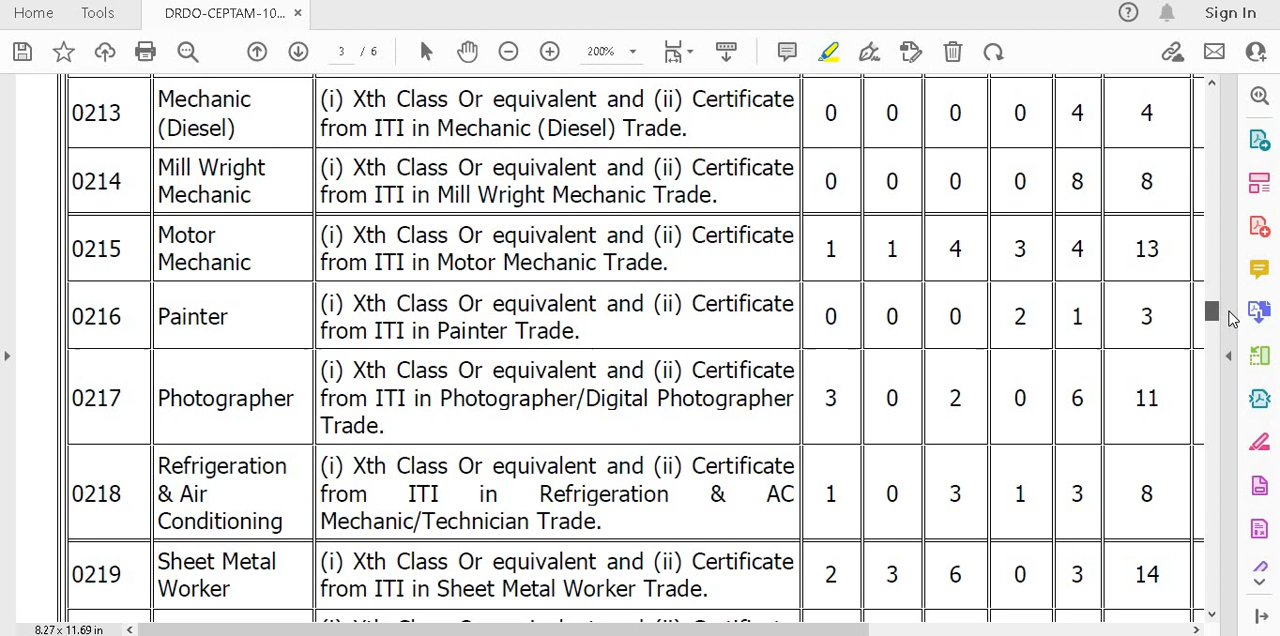 Home Tools DRDO-CEPTAM-10... × Sign In
3 / 6 200%
0213 Mechanic (Diesel) (i) Xth Class Or equivalent and (ii) Certificate from ITI in Mechanic (Diesel) Trade. 0 0 0 0 4 4
0214 Mill Wright Mechanic (i) Xth Class Or equivalent and (ii) Certificate from ITI in Mill Wright Mechanic Trade. 0 0 0 0 8 8
0215 Motor Mechanic (i) Xth Class Or equivalent and (ii) Certificate from ITI in Motor Mechanic Trade. 1 1 4 3 4 13
0216 Painter (i) Xth Class Or equivalent and (ii) Certificate from ITI in Painter Trade. 0 0 0 2 1 3
0217 Photographer (i) Xth Class Or equivalent and (ii) Certificate from ITI in Photographer/Digital Photographer Trade. 3 0 2 0 6 11
0218 Refrigeration & Air Conditioning (i) Xth Class Or equivalent and (ii) Certificate from ITI in Refrigeration & AC Mechanic/Technician Trade. 1 0 3 1 3 8
0219 Sheet Metal Worker (i) Xth Class Or equivalent and (ii) Certificate from ITI in Sheet Metal Worker Trade. 2 3 6 0 3 14
8.27 x 11.69 in